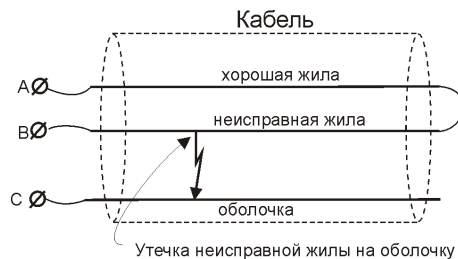 Кабель
A хорошая жила
B неисправная жила
C оболочка
Утечка неисправной жилы на оболочку